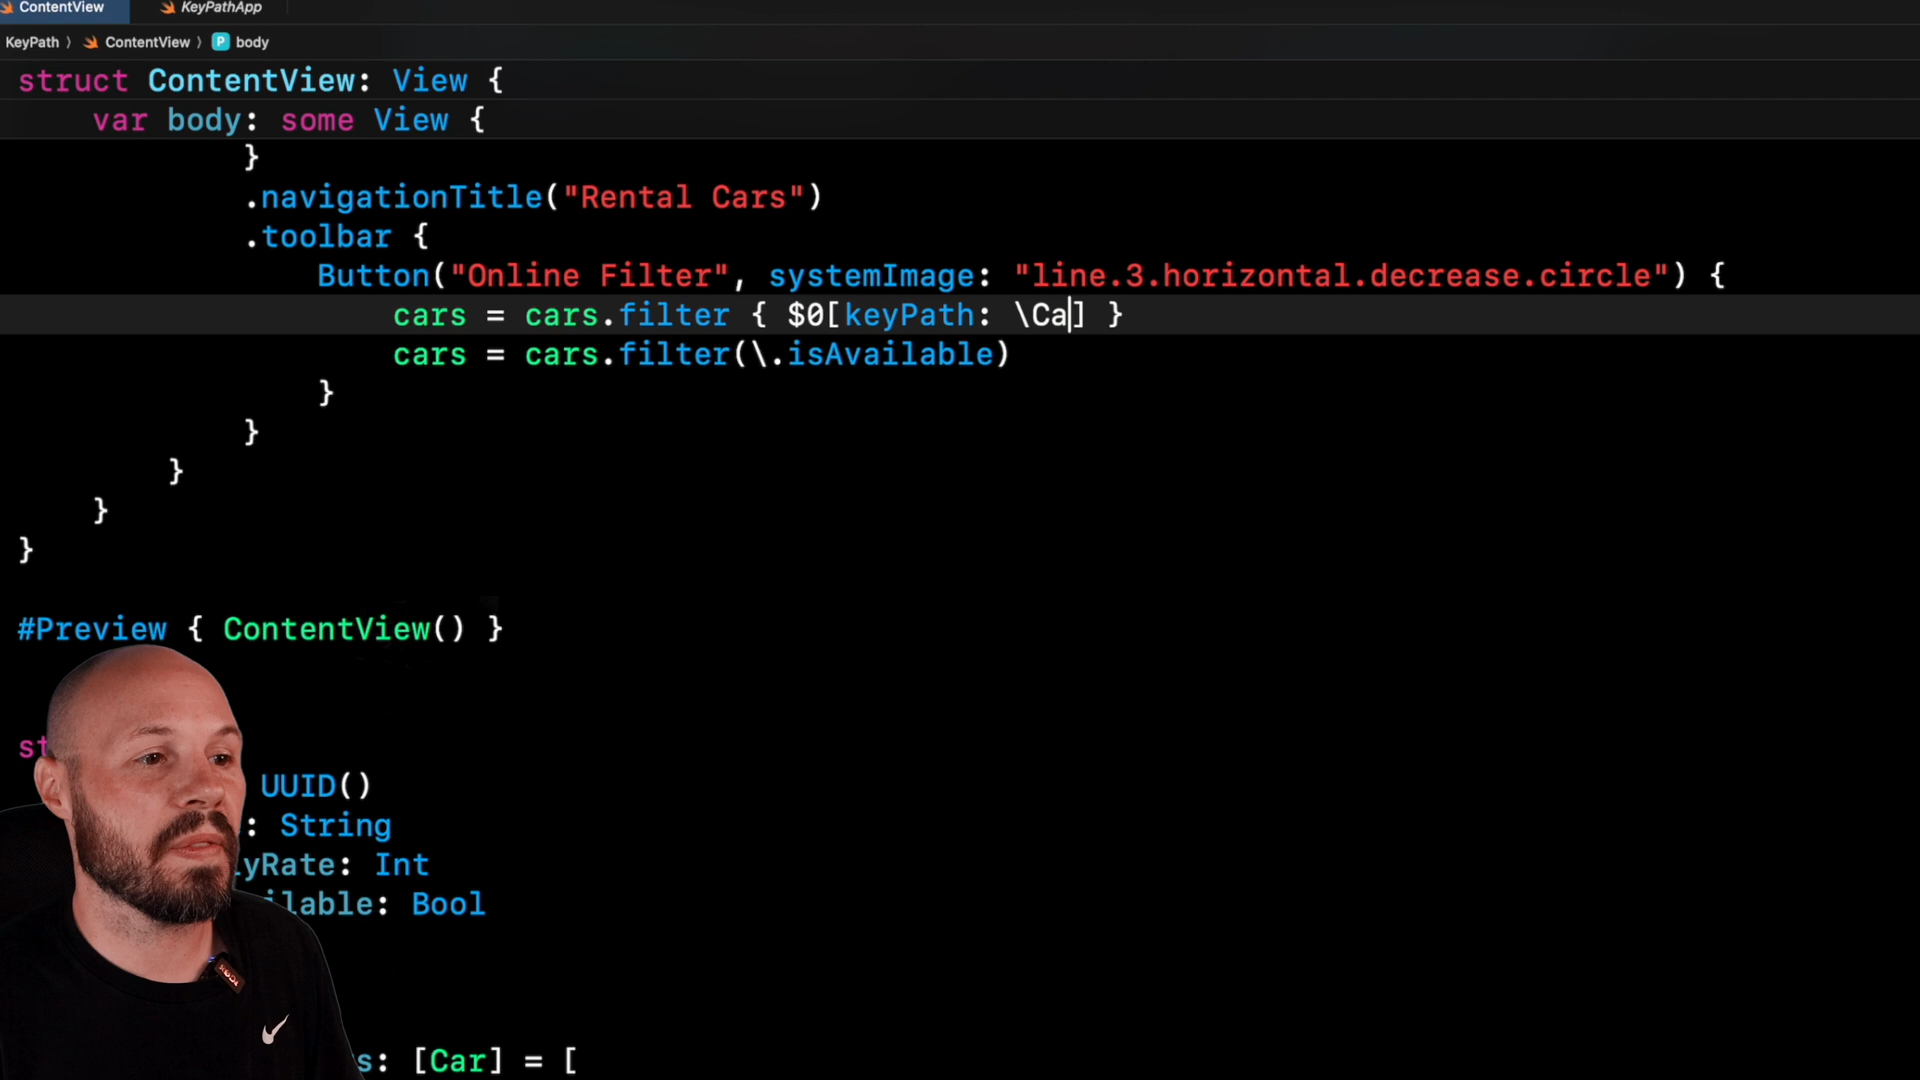 ContentView KeyPathApp
KeyPath ContentView P body
struct ContentView: View {
var body: some View {
}
.navigationTitle("Rental Cars")
.toolbar {
Button("Online Filter", systemImage: "line.3.horizontal.decrease.circle") {
cars = cars.filter { $0[keyPath: \Ca] }
cars = cars.filter(\.isAvailable)
}
}
}
}
}
#Preview { ContentView() }
st
UUID()
: String
lyRate: Int
ilable: Bool
s: [Car] = [